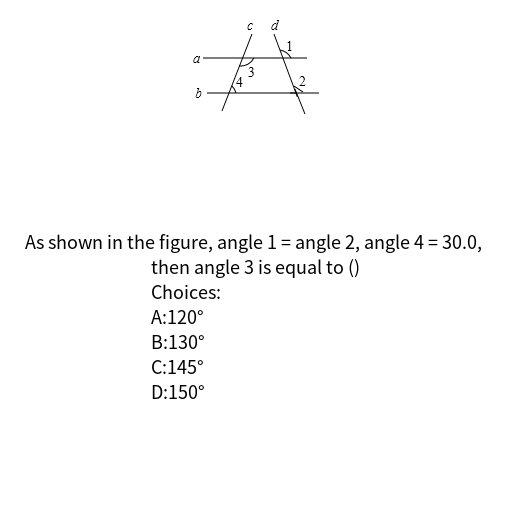 c d
1
a
3
4 2
b
As shown in the figure, angle 1 = angle 2, angle 4 = 30.0,
then angle 3 is equal to ()
Choices:
A:120°
B:130°
C:145°
D:150°